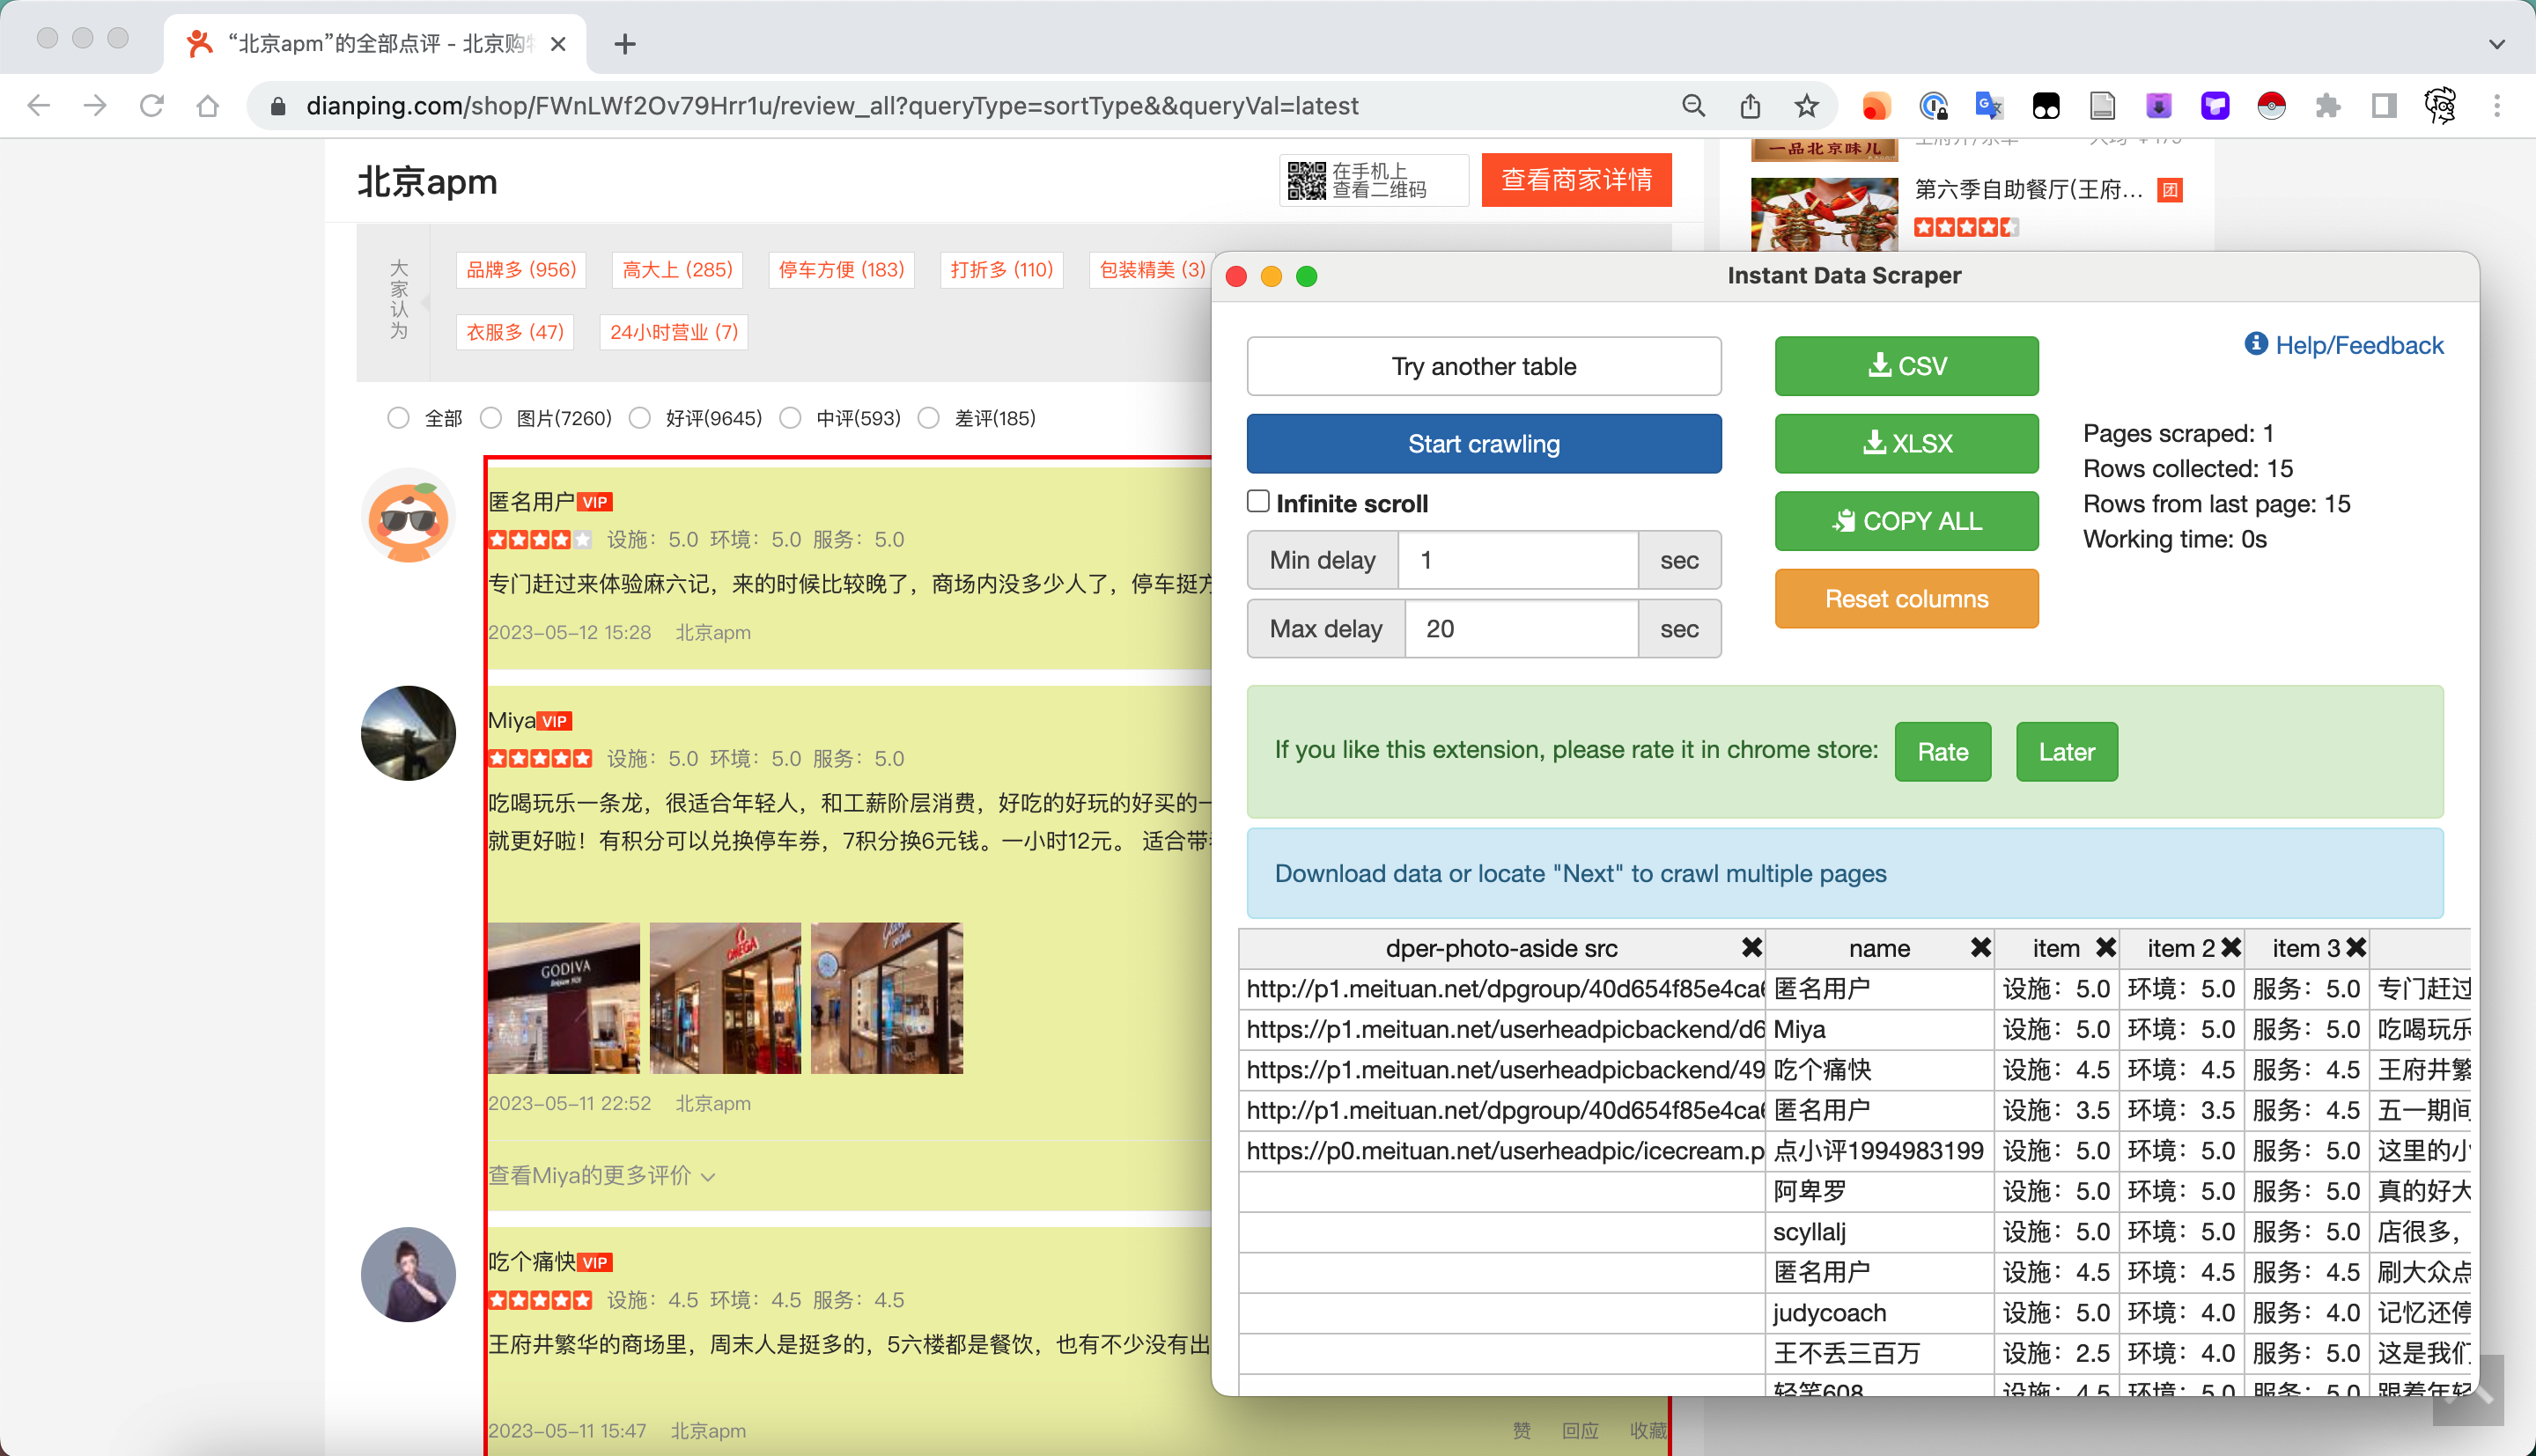 “北京apm”的全部点评 - 北京购
dianping.com/shop/FWnLWf2Ov79Hrr1u/review_all?queryType=sortType&&queryVal=latest
北京apm
在手机上
查看二维码
查看商家详情
一品北京味儿
第六季自助餐厅(王府... 团
大家认为
品牌多 (956)
高大上 (285)
停车方便 (183)
打折多 (110)
包装精美 (3)
衣服多 (47)
24小时营业 (7)
全部 图片(7260) 好评(9645) 中评(593) 差评(185)
匿名用户 VIP
设施：5.0 环境：5.0 服务：5.0
专门赶过来体验麻六记，来的时候比较晚了，商场内没多少人了，停车挺方
2023-05-12 15:28 北京apm
Miya VIP
设施：5.0 环境：5.0 服务：5.0
吃喝玩乐一条龙，很适合年轻人，和工薪阶层消费，好吃的好玩的好买的一
就更好啦！有积分可以兑换停车券，7积分换6元钱。一小时12元。 适合带
GODIVA
OMEGA
2023-05-11 22:52 北京apm
查看Miya的更多评价
吃个痛快 VIP
设施：4.5 环境：4.5 服务：4.5
王府井繁华的商场里，周末人是挺多的，5六楼都是餐饮，也有不少没有出
2023-05-11 15:47 北京apm
赞 回应 收藏
Instant Data Scraper
Try another table
Start crawling
Infinite scroll
Min delay 1 sec
Max delay 20 sec
CSV
XLSX
COPY ALL
Reset columns
Help/Feedback
Pages scraped: 1
Rows collected: 15
Rows from last page: 15
Working time: 0s
If you like this extension, please rate it in chrome store: Rate Later
Download data or locate "Next" to crawl multiple pages
dper-photo-aside src name item item 2 item 3
http://p1.meituan.net/dpgroup/40d654f85e4ca6 匿名用户 设施：5.0 环境：5.0 服务：5.0 专门赶过
https://p1.meituan.net/userheadpicbackend/d6 Miya 设施：5.0 环境：5.0 服务：5.0 吃喝玩乐
https://p1.meituan.net/userheadpicbackend/49 吃个痛快 设施：4.5 环境：4.5 服务：4.5 王府井繁
http://p1.meituan.net/dpgroup/40d654f85e4ca6 匿名用户 设施：3.5 环境：3.5 服务：4.5 五一期间
https://p0.meituan.net/userheadpic/icecream.p 点小评1994983199 设施：5.0 环境：5.0 服务：5.0 这里的小
阿卑罗 设施：5.0 环境：5.0 服务：5.0 真的好大
scyllalj 设施：5.0 环境：5.0 服务：5.0 店很多，
匿名用户 设施：4.5 环境：4.5 服务：4.5 刷大众点
judycoach 设施：5.0 环境：4.0 服务：4.0 记忆还停
王不丢三百万 设施：2.5 环境：4.0 服务：5.0 这是我们
轻笑608 设施：4.5 环境：5.0 服务：5.0 跟着年轻